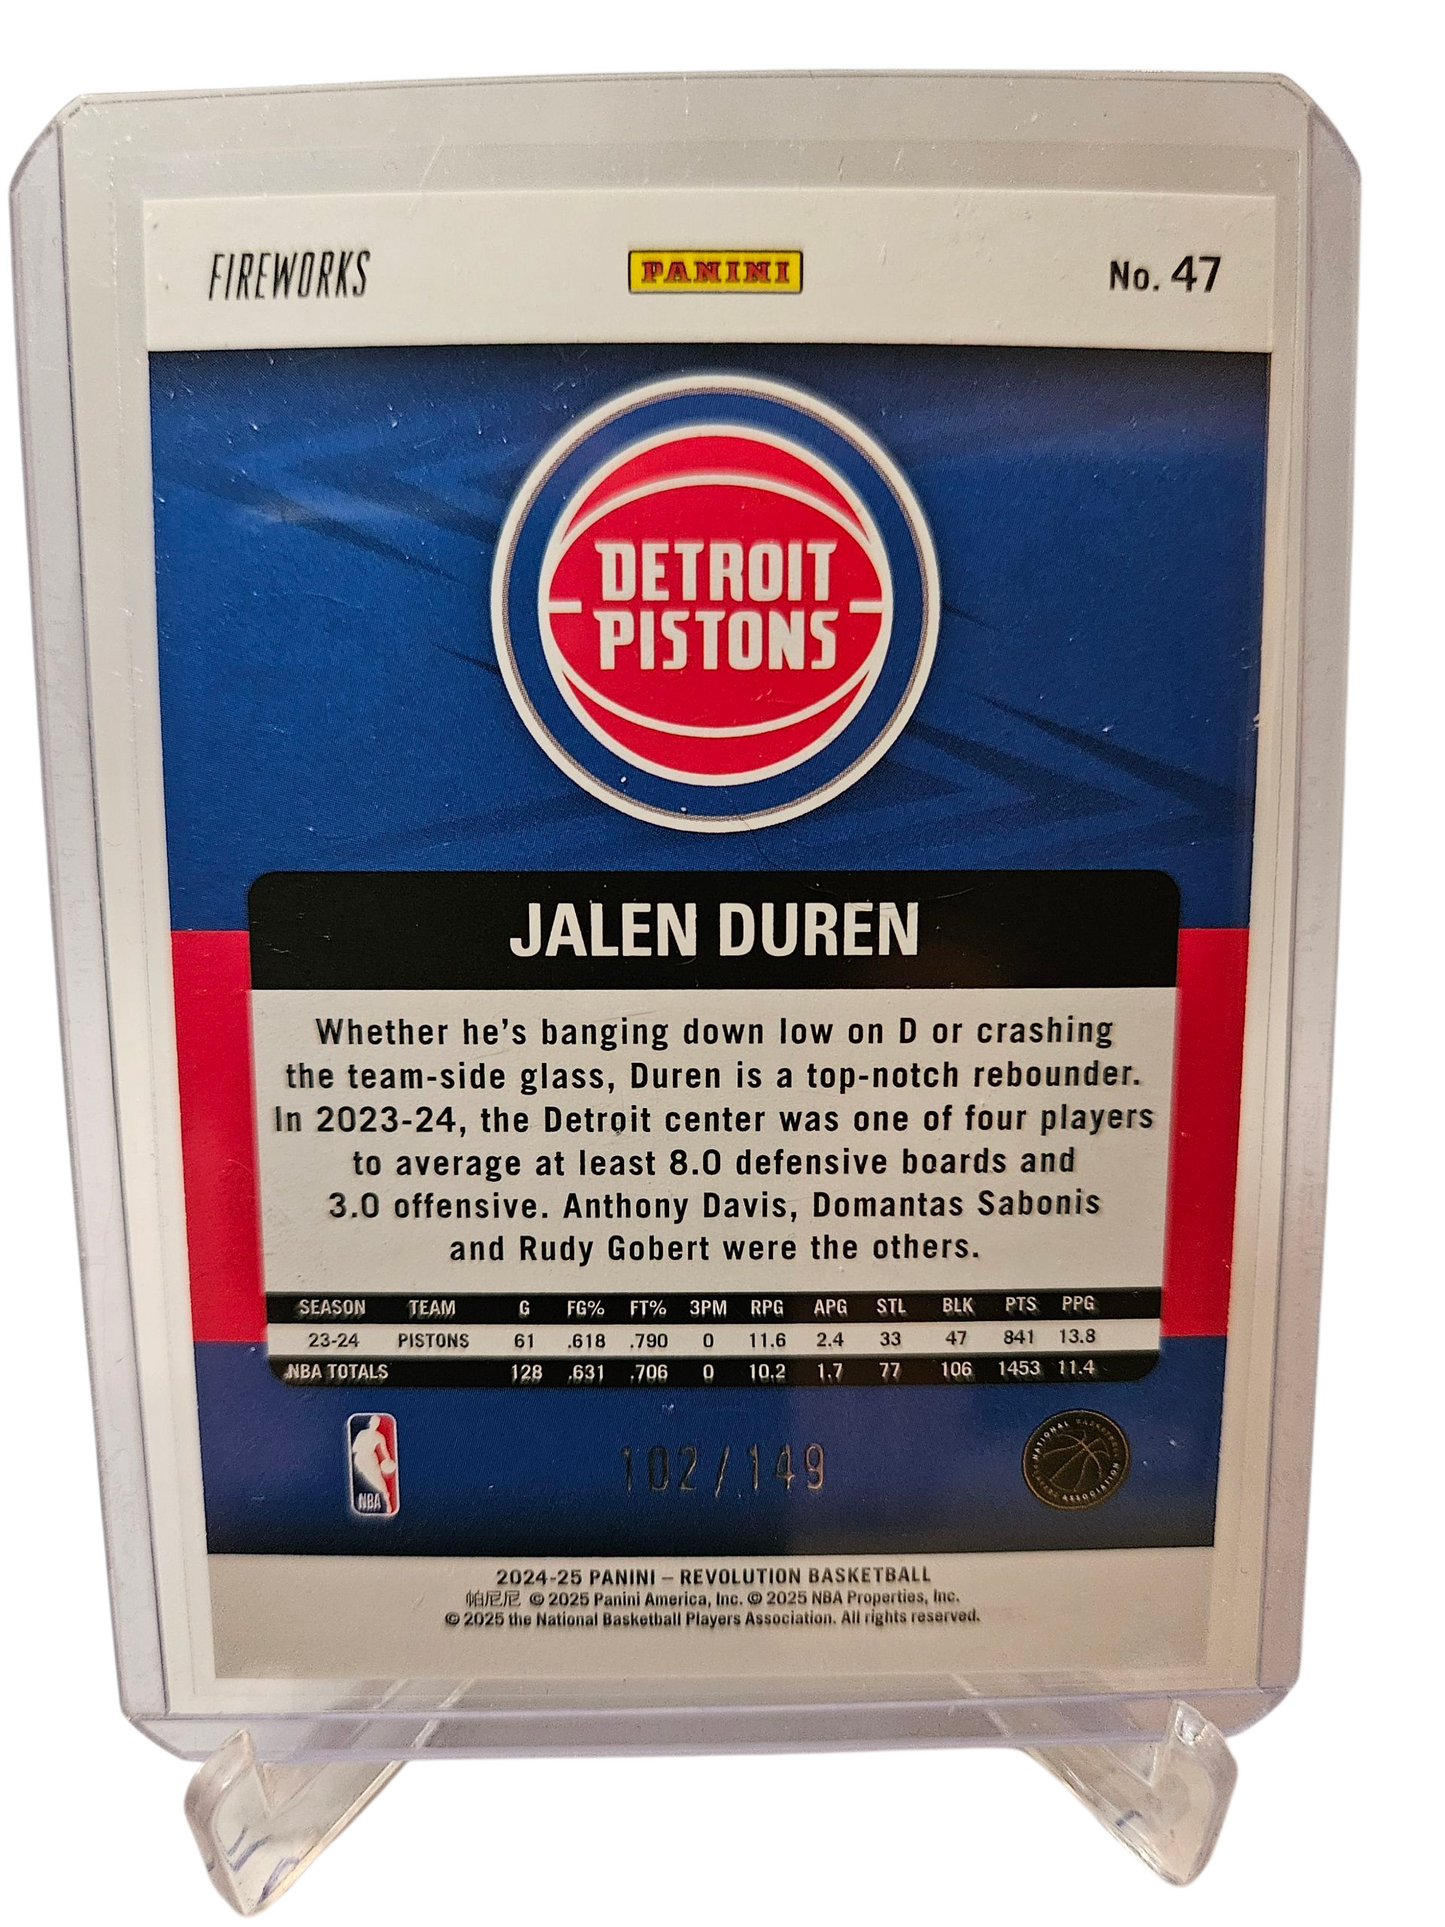 FIREWORKS
PANINI
No. 47
DETROIT
PISTONS
JALEN DUREN
Whether he's banging down low on D or crashing
the team-side glass, Duren is a top-notch rebounder.
In 2023-24, the Detroit center was one of four players
to average at least 8.0 defensive boards and
3.0 offensive. Anthony Davis, Domantas Sabonis
and Rudy Gobert were the others.
SEASON TEAM G FG% FT% 3PM RPG APG STL BLK PTS PPG
23-24 PISTONS 61 .618 .790 0 11.6 2.4 33 47 841 13.8
NBA TOTALS 128 .631 .706 0 10.2 1.7 77 106 1453 11.4
NBA
102/149
NATIONAL BASKETBALL
PLAYERS ASSOCIATION
2024-25 PANINI – REVOLUTION BASKETBALL
帕尼尼 © 2025 Panini America, Inc. © 2025 NBA Properties, Inc.
© 2025 the National Basketball Players Association. All rights reserved.